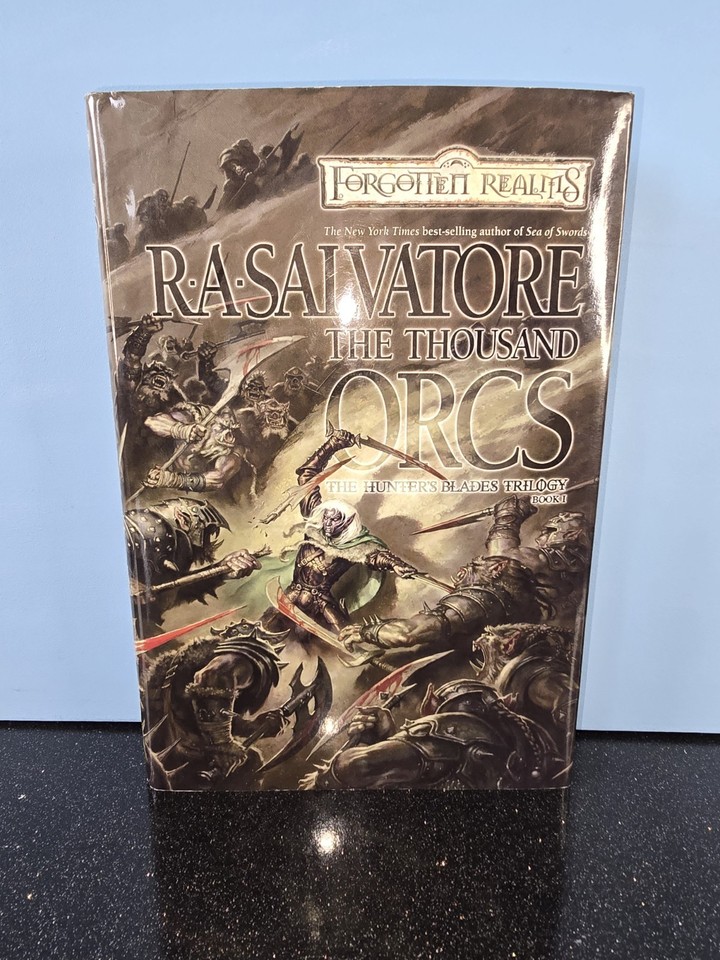 FORGOTTEN REALMS
The New York Times best-selling author of Sea of Swords
R·A·SALVATORE
THE THOUSAND
ORCS
THE HUNTER'S BLADES TRILOGY
BOOK I